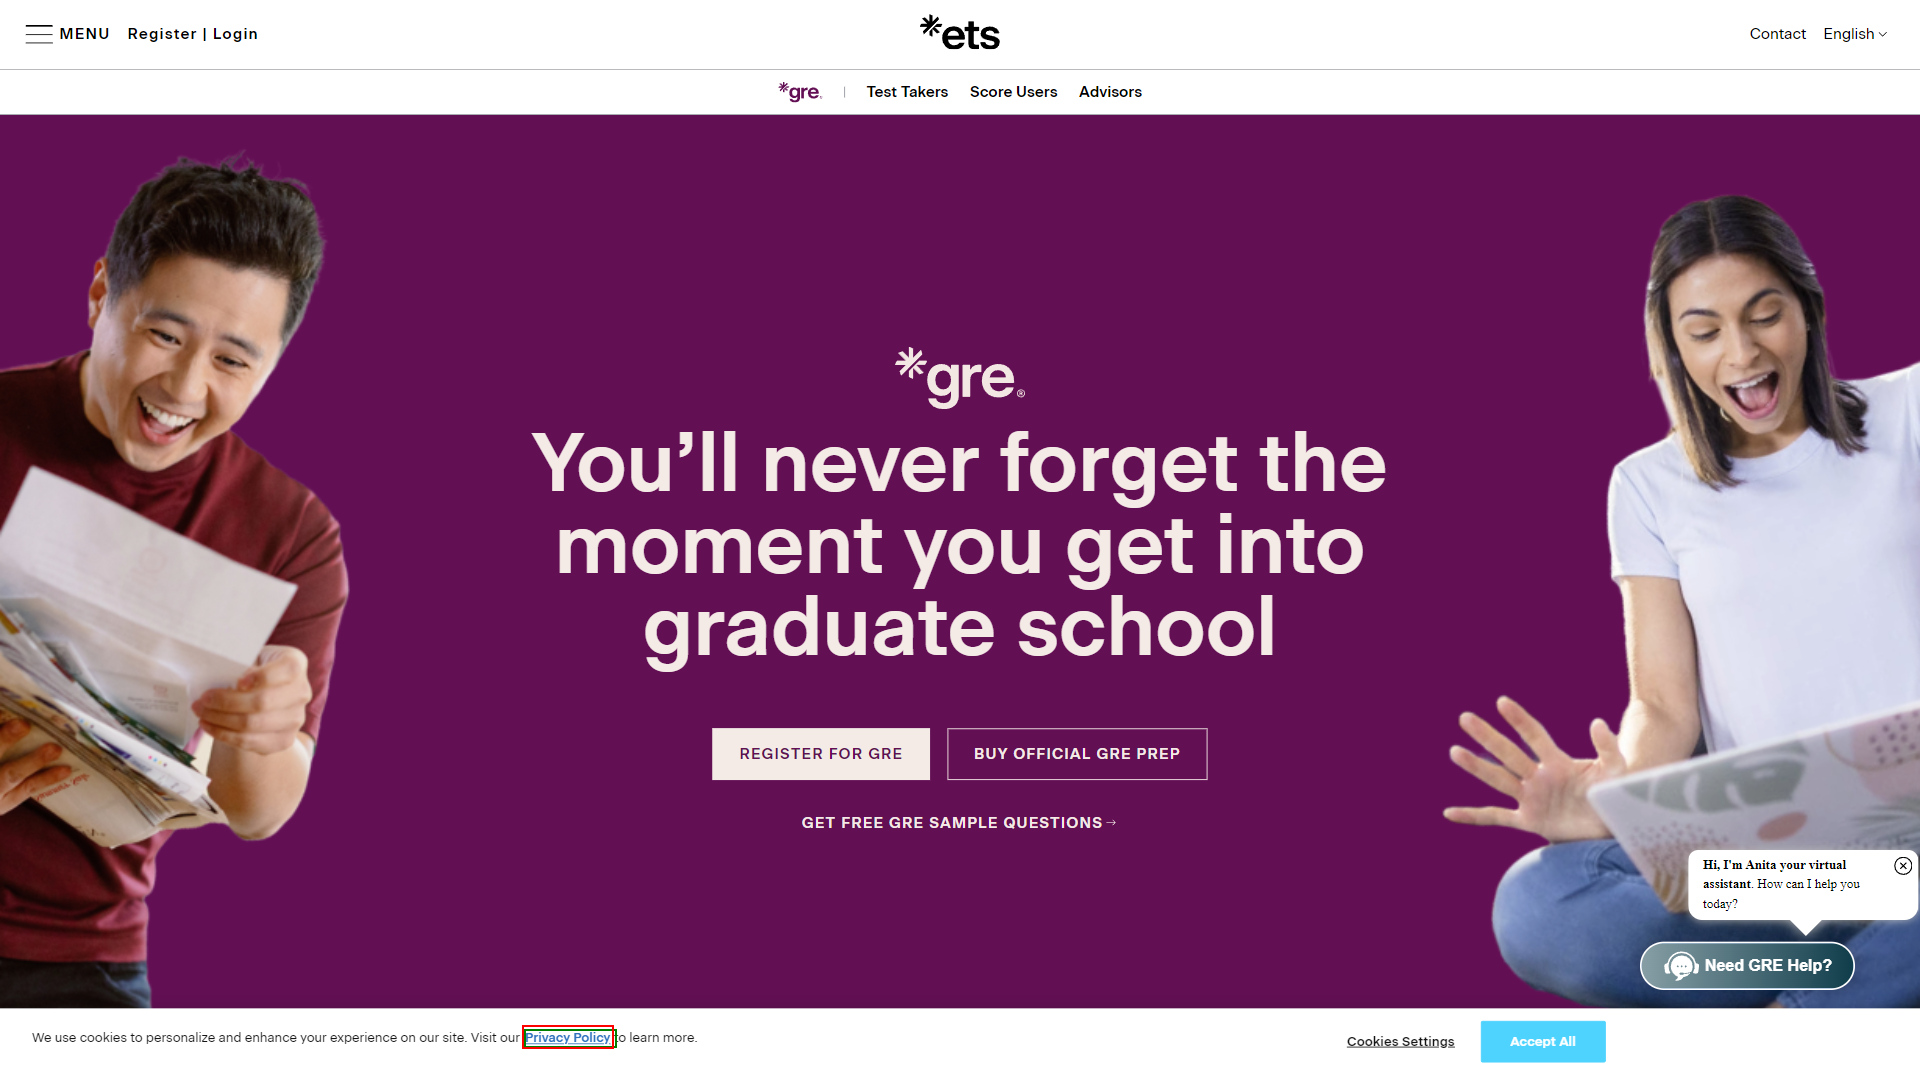 MENU Register | Login
*ets
Contact English
*gre.
Test Takers Score Users Advisors
*gre®
You’ll never forget the
moment you get into
graduate school
REGISTER FOR GRE
BUY OFFICIAL GRE PREP
GET FREE GRE SAMPLE QUESTIONS→
Hi, I'm Anita your virtual
assistant. How can I help you
today?
Need GRE Help?
We use cookies to personalize and enhance your experience on our site. Visit our Privacy Policy to learn more.
Cookies Settings
Accept All